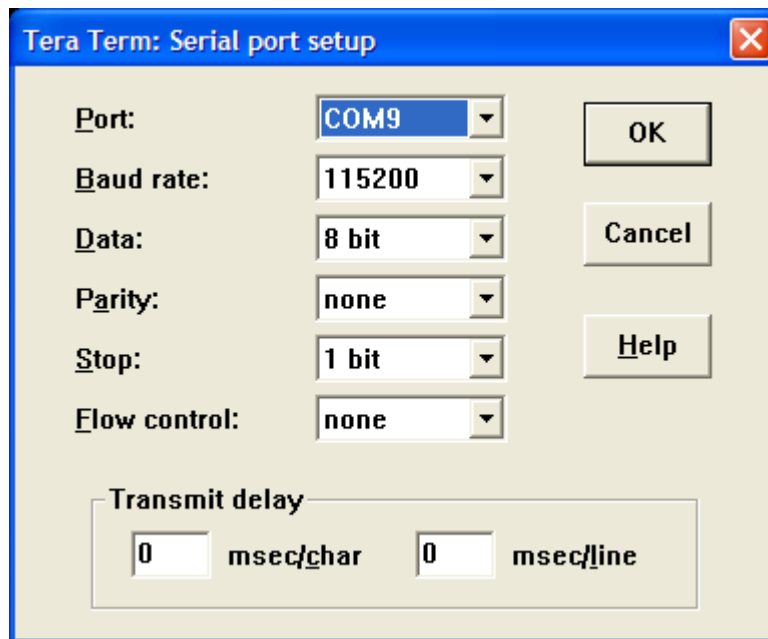 Tera Term: Serial port setup
Port: COM9 OK
Baud rate: 115200
Data: 8 bit Cancel
Parity: none
Stop: 1 bit Help
Flow control: none
Transmit delay
0 msec/char 0 msec/line